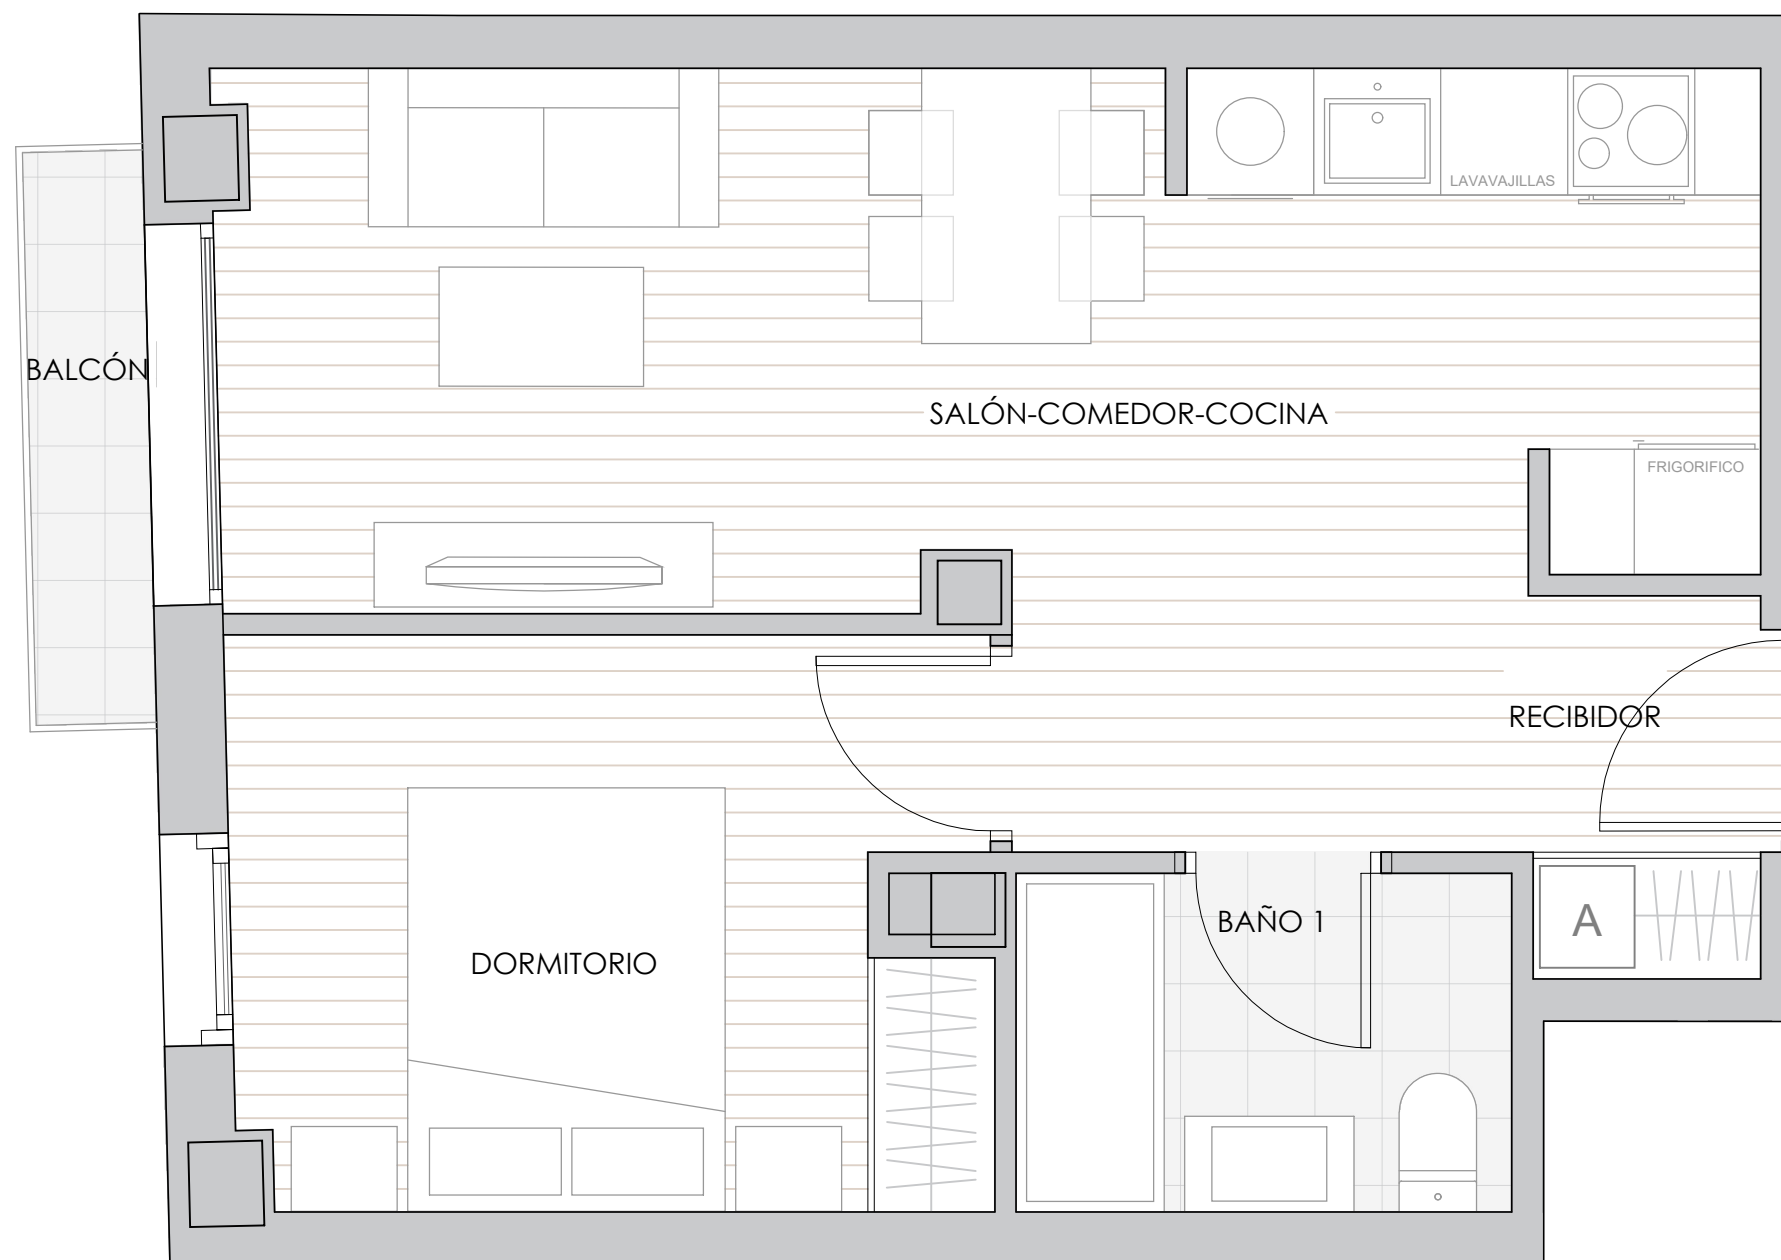 LAVAVAJILLAS
BALCÓN
SALÓN-COMEDOR-COCINA
FRIGORIFICO
RECIBIDOR
BAÑO 1
A
DORMITORIO